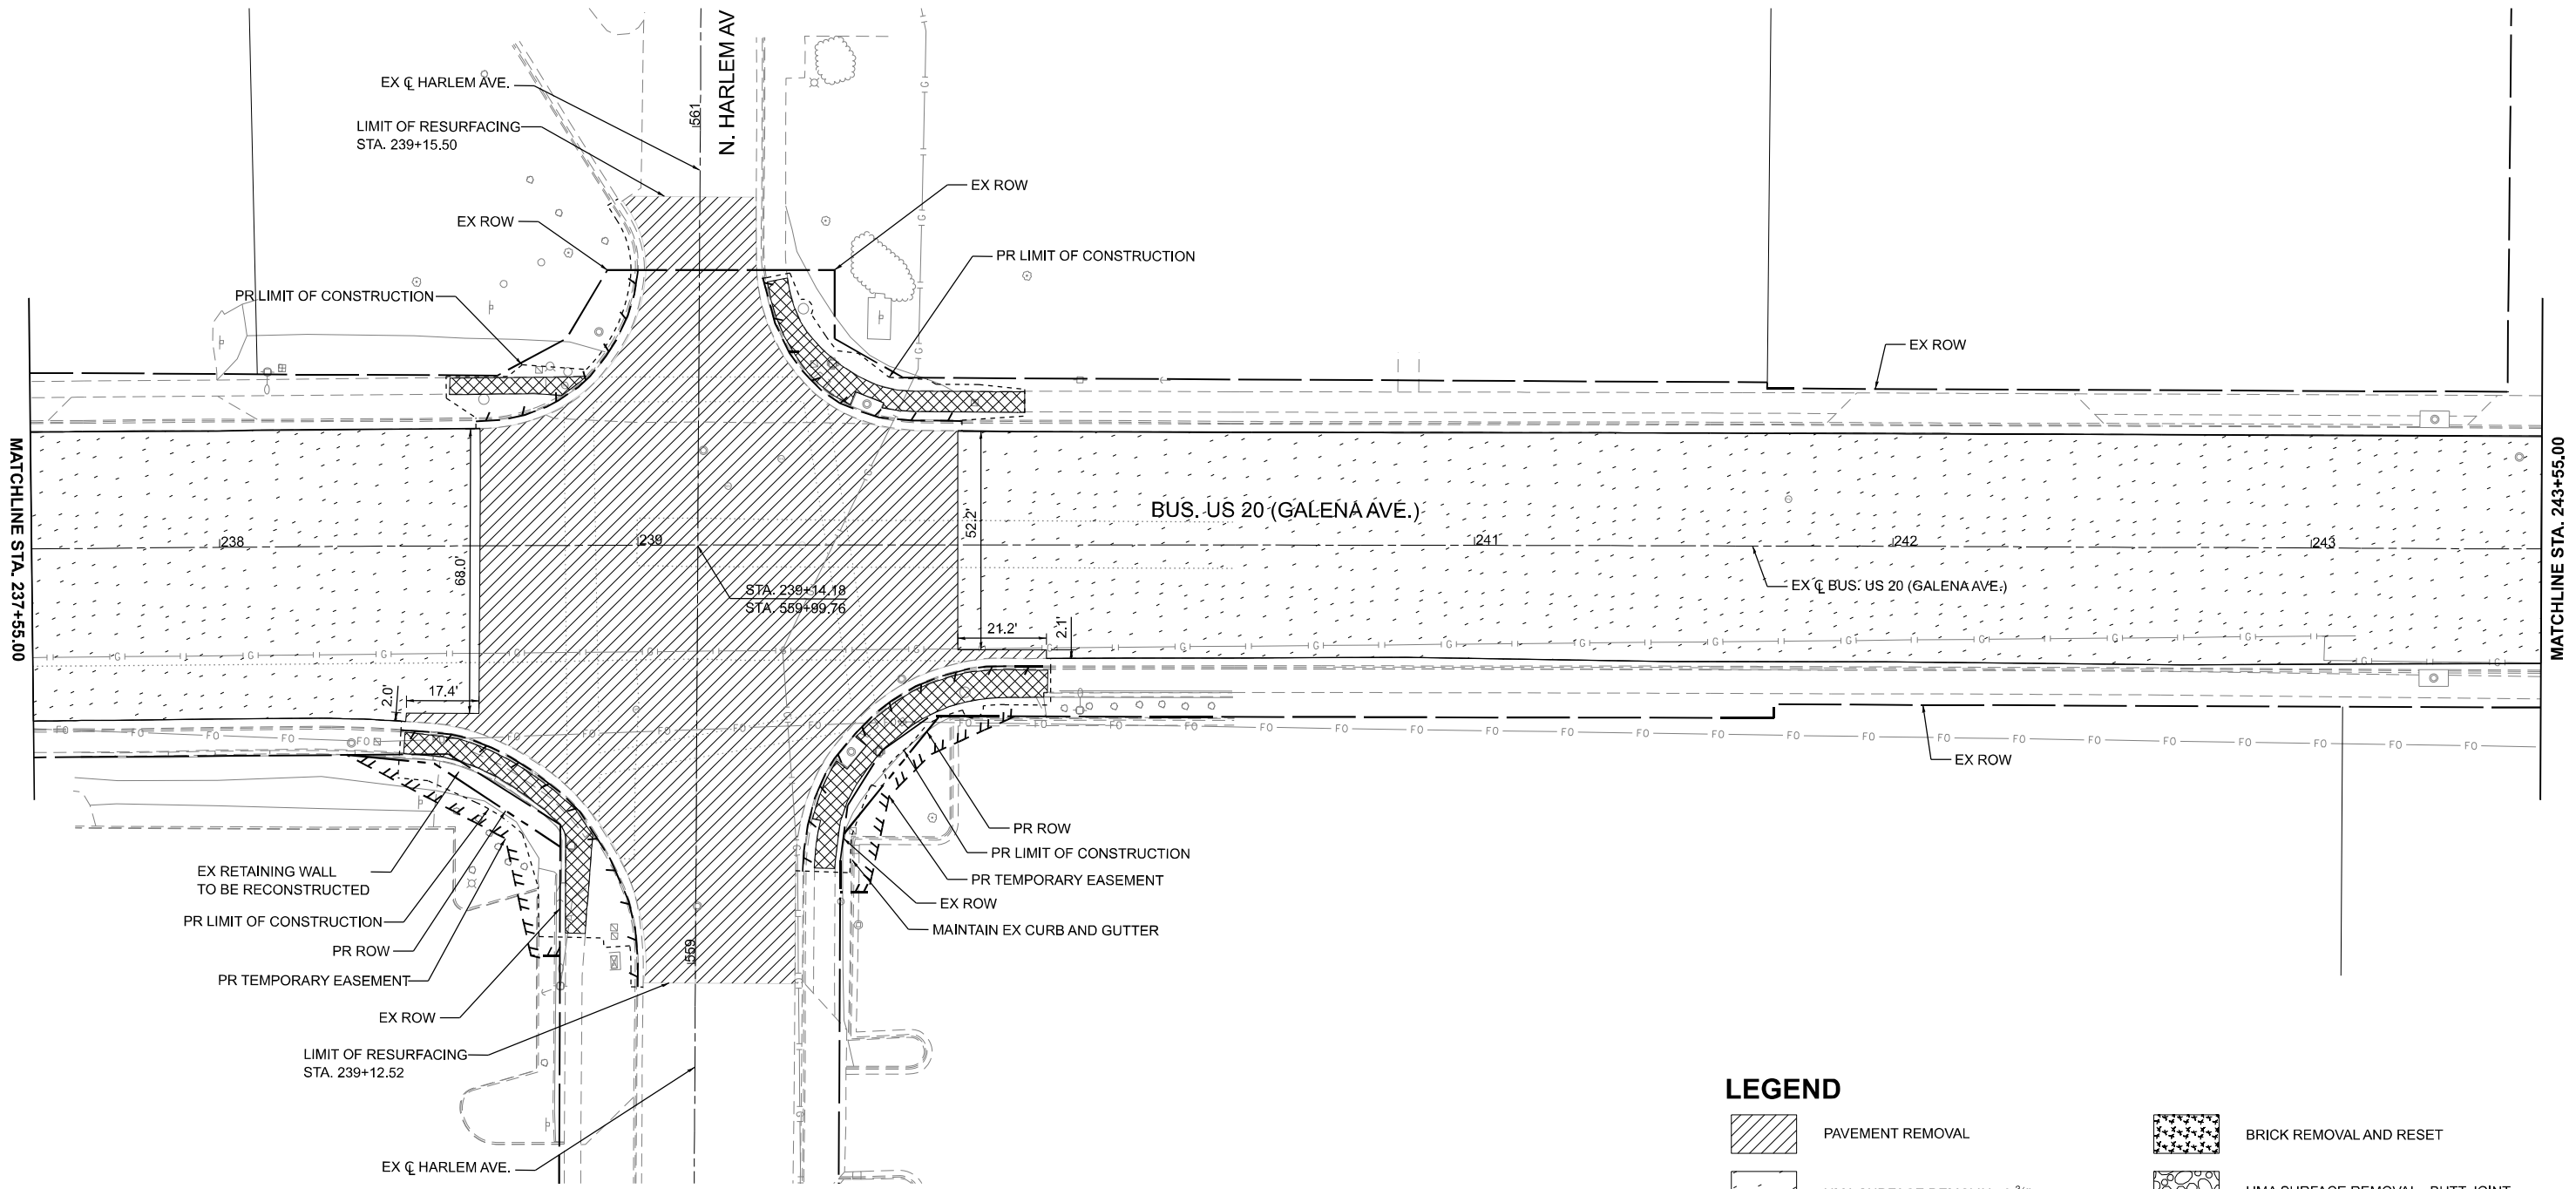 N. HARLEM AV
561
EX ℄ HARLEM AVE.
LIMIT OF RESURFACING
STA. 239+15.50
EX ROW
EX ROW
PR LIMIT OF CONSTRUCTION
PR LIMIT OF CONSTRUCTION
EX ROW
MATCHLINE STA. 237+55.00
MATCHLINE STA. 243+55.00
BUS. US 20 (GALENA AVE.)
238
239
241
242
243
68.0'
52.2'
STA. 239+14.18
STA. 559+99.76
EX ℄ BUS. US 20 (GALENA AVE.)
21.2'
2.1'
2.0'
17.4'
EX ROW
PR ROW
PR LIMIT OF CONSTRUCTION
PR TEMPORARY EASEMENT
EX ROW
MAINTAIN EX CURB AND GUTTER
EX RETAINING WALL
TO BE RECONSTRUCTED
PR LIMIT OF CONSTRUCTION
PR ROW
PR TEMPORARY EASEMENT
EX ROW
559
LIMIT OF RESURFACING
STA. 239+12.52
EX ℄ HARLEM AVE.
LEGEND
PAVEMENT REMOVAL
BRICK REMOVAL AND RESET